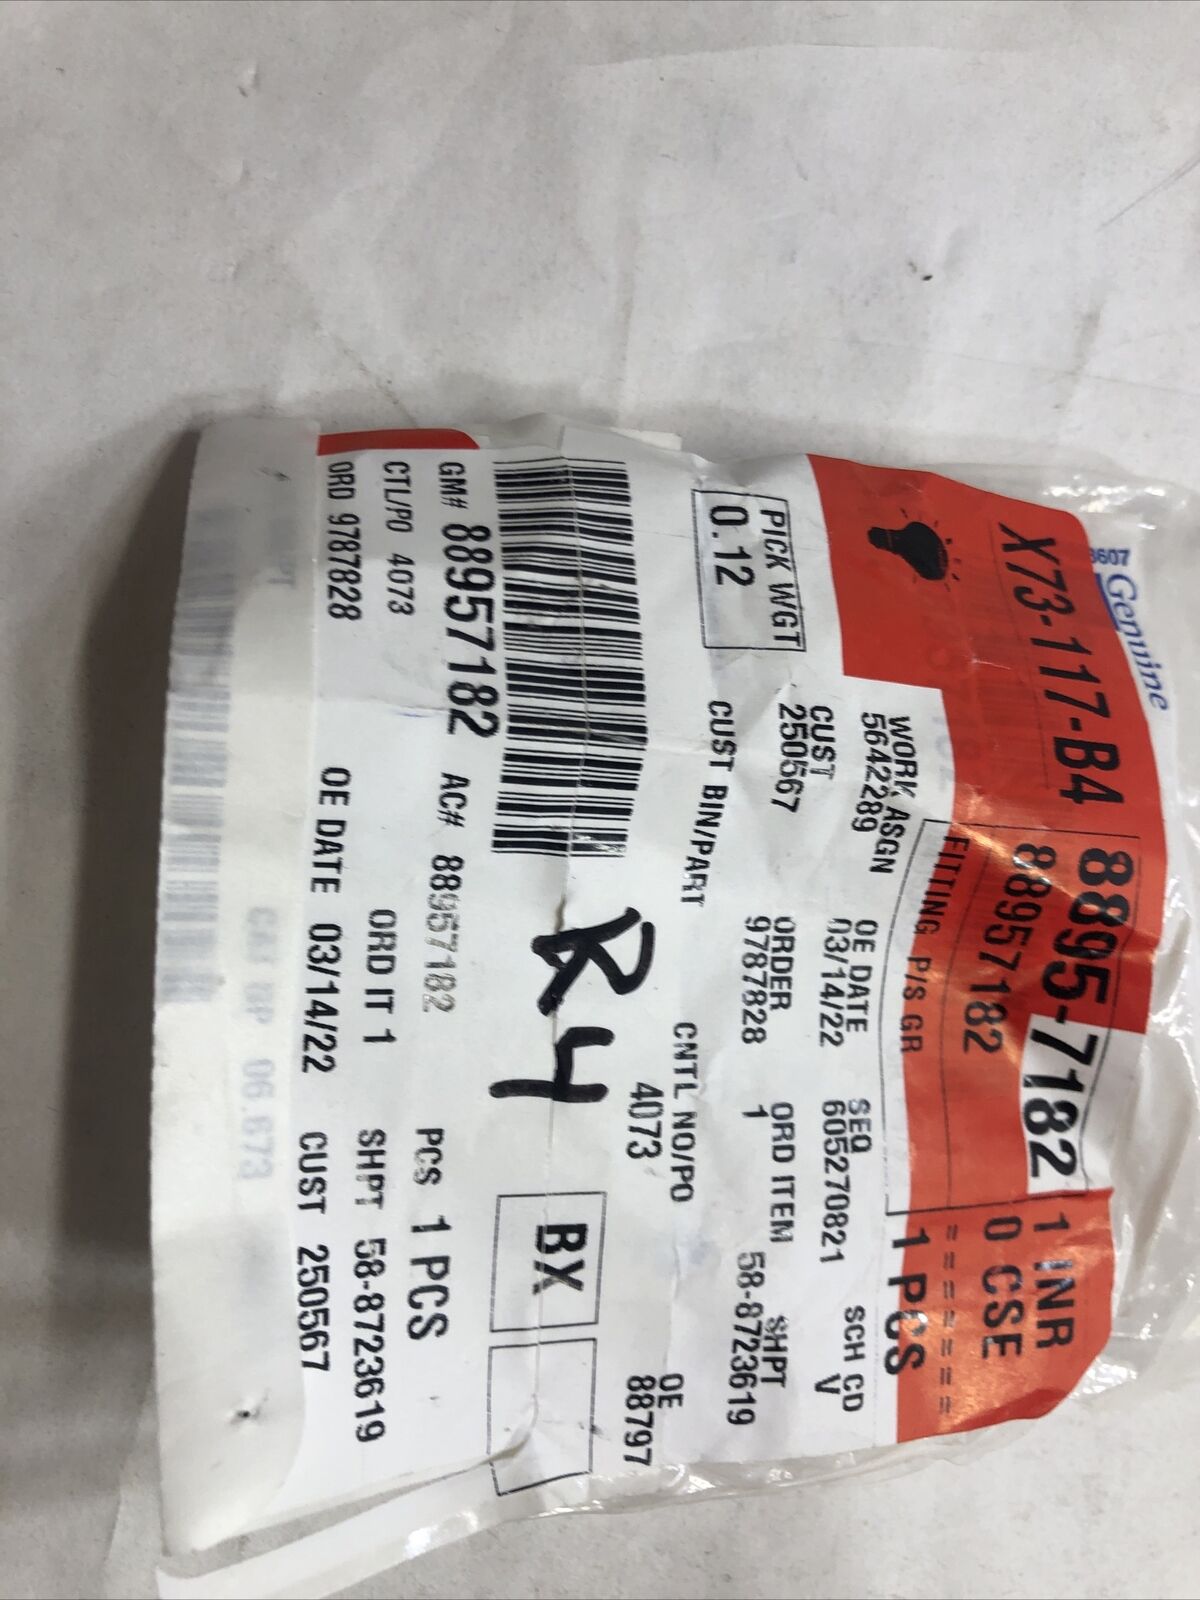 3607
Genuine
X73-117-B4
8895-7182
88957182
FITTING P/S GR
1 INR
0 CSE
= = = = = = =
1 PCS
WORK ASGN
5642289
OE DATE
03/14/22
SEQ
605270821
SCH CD
V
PICK WGT
0.12
CUST
250567
ORDER
9787828
ORD ITEM
1
SHPT
58-8723619
CUST BIN/PART
CNTL NO/PO
4073
OE
88797
R4
BX
GM# 88957182 AC# 88957182 PCS 1 PCS
CTL/PO 4073 ORD IT 1 SHPT 58-8723619
ORD 9787828 OE DATE 03/14/22 CUST 250567